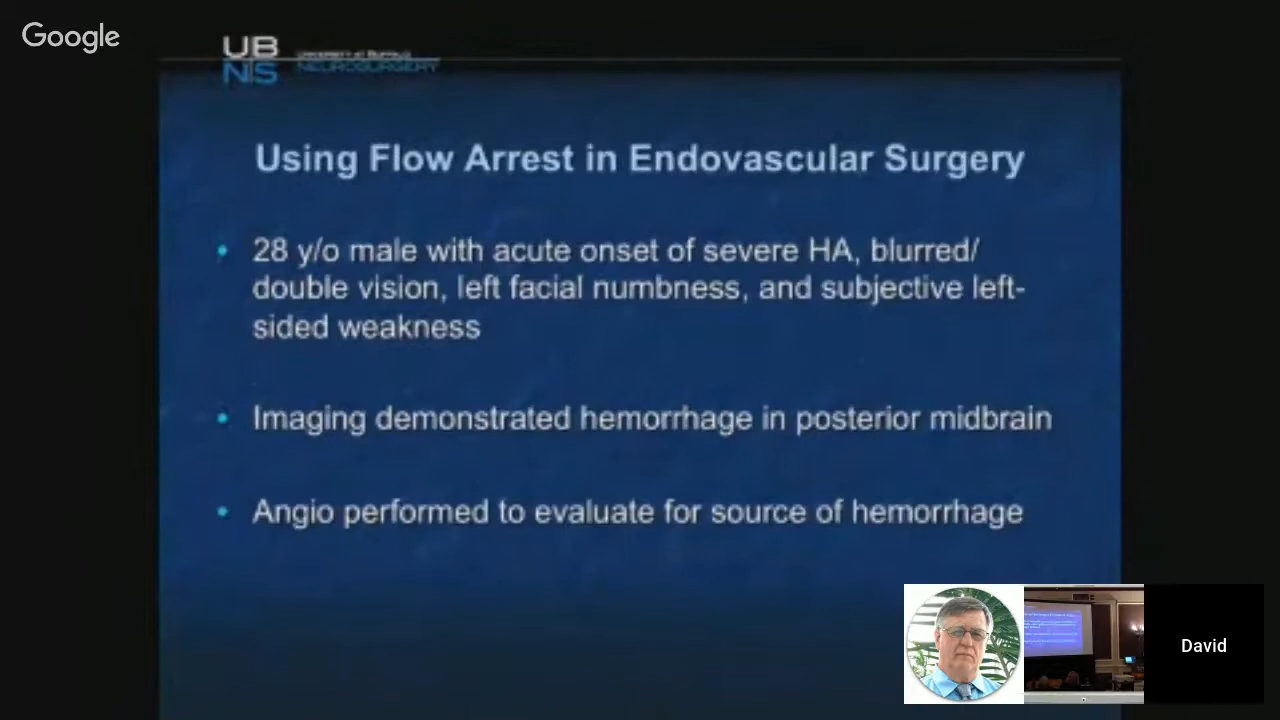 Google
UB
NS
NEUROSURGERY
Using Flow Arrest in Endovascular Surgery
• 28 y/o male with acute onset of severe HA, blurred/
double vision, left facial numbness, and subjective left-
sided weakness
• Imaging demonstrated hemorrhage in posterior midbrain
• Angio performed to evaluate for source of hemorrhage
David